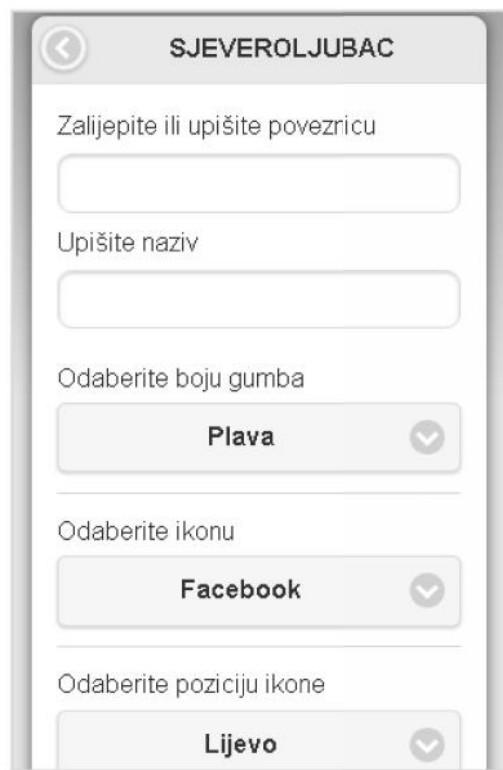 SJEVEROLJUBAC
Zalijepite ili upišite povezricu
Upišite naziv
Odaberite boju gumba
Plava
Odaberite ikonu
Facebook
Odaberite poziciju ikone
Lijevo